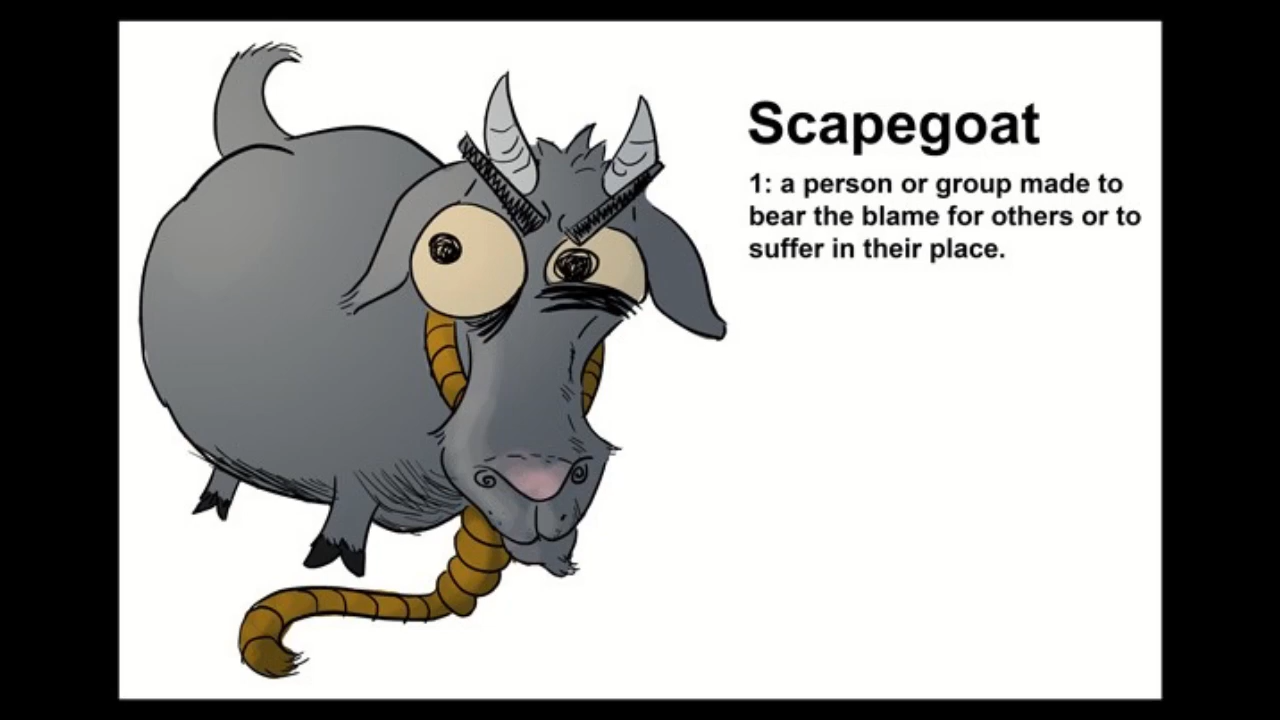 Scapegoat
1: a person or group made to
bear the blame for others or to
suffer in their place.